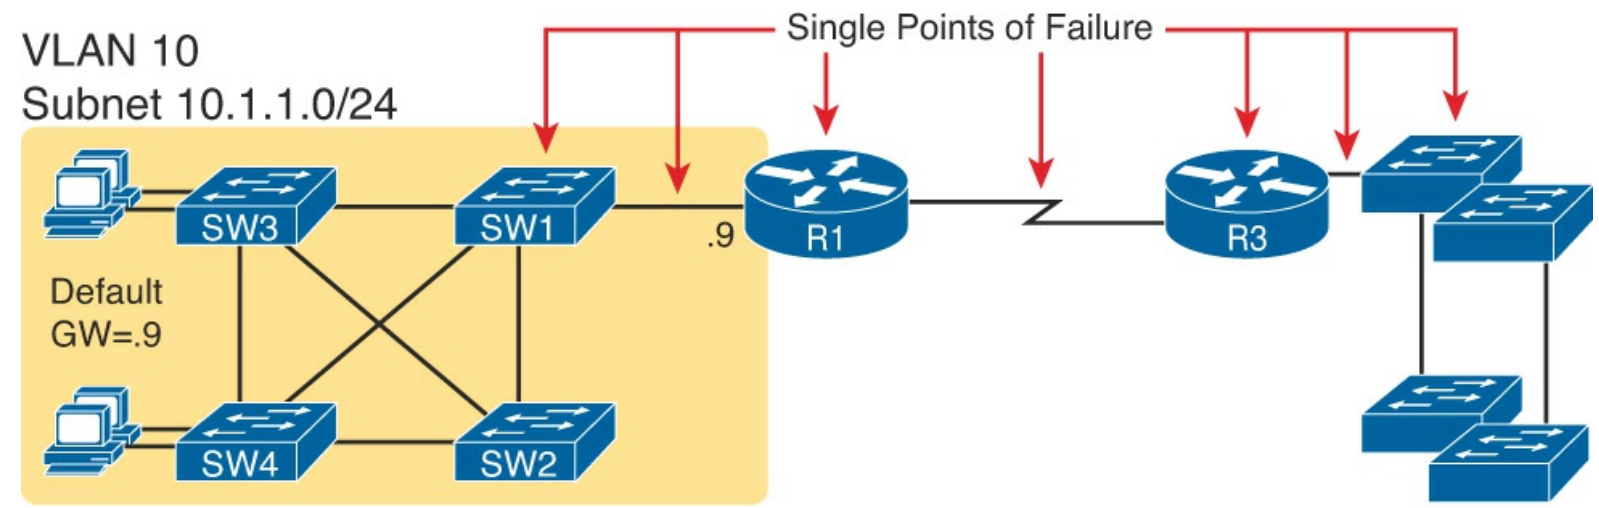 Single Points of Failure
VLAN 10
Subnet 10.1.1.0/24
SW3
SW1
.9
R1
R3
Default
GW=.9
SW4
SW2